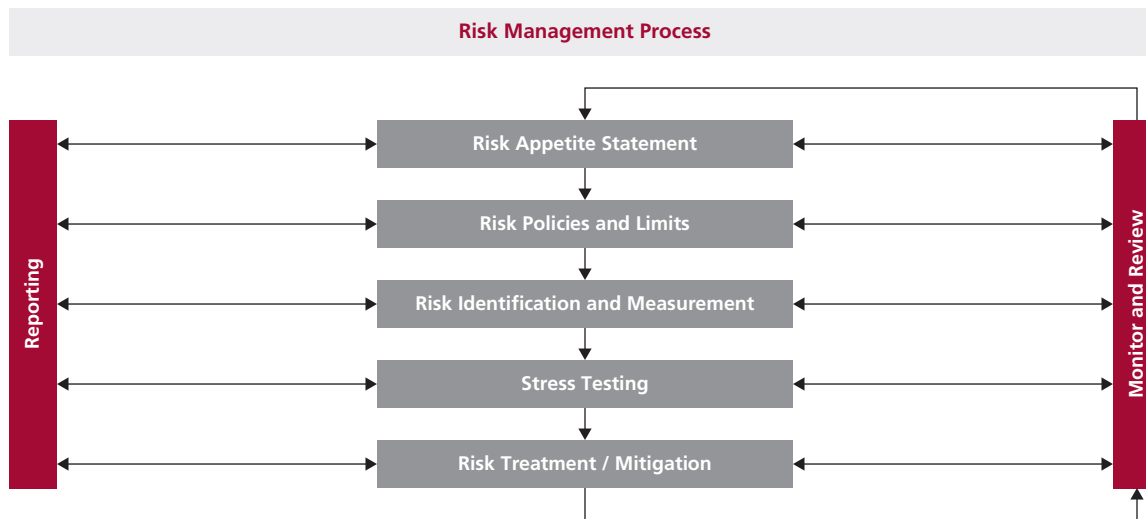 Risk Management Process
Risk Appetite Statement
Risk Policies and Limits
Risk Identification and Measurement
Stress Testing
Risk Treatment / Mitigation
Reporting
Monitor and Review